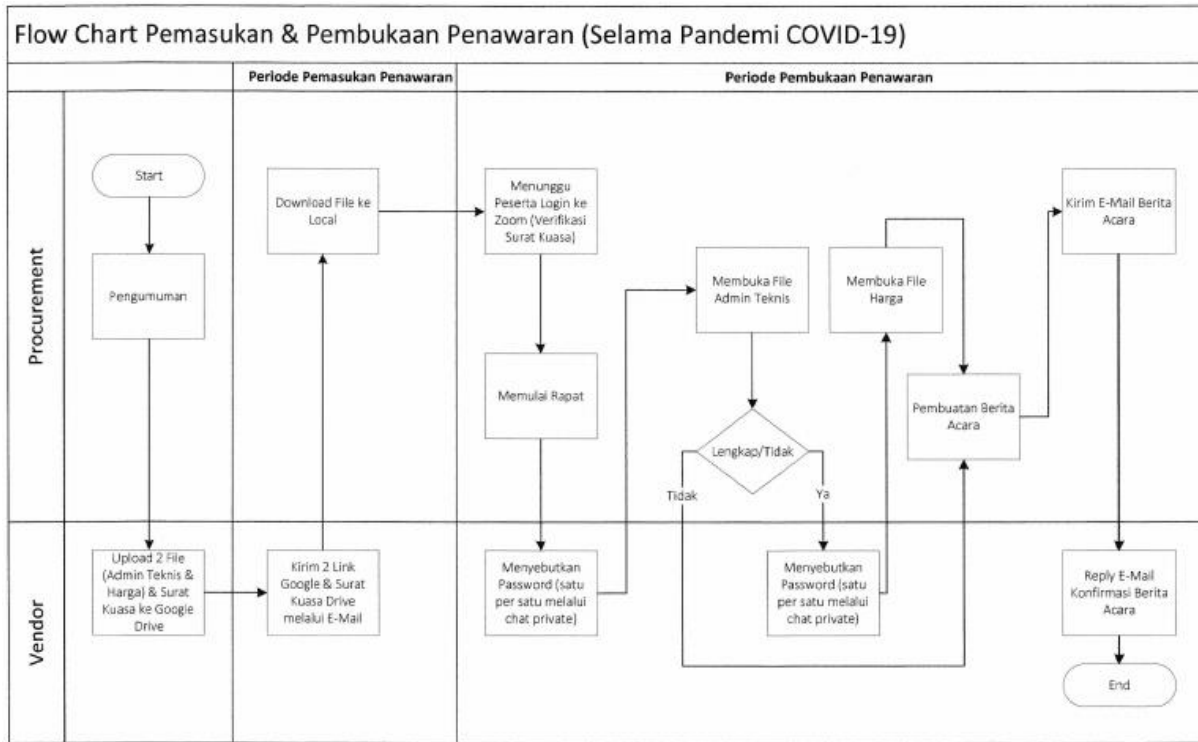 Flow Chart Pemasukan & Pembukaan Penawaran (Selama Pandemi COVID-19)
Periode Pemasukan Penawaran
Periode Pembukaan Penawaran
Procurement
Start
Pengumuman
Download File ke
Local
Menunggu
Peserta Login ke
Zoom (Verifikasi
Surat Kuasa)
Memulai Rapat
Membuka File
Admin Teknis
Lengkap/Tidak
Tidak
Ya
Membuka File
Harga
Pembuatan Berita
Acara
Kirim E-Mail Berita
Acara
Vendor
Upload 2 File
(Admin Teknis &
Harga) & Surat
Kuasa ke Google
Drive
Kirim 2 Link
Google & Surat
Kuasa Drive
melalui E-Mail
Menyebutkan
Password (satu
per satu melalui
chat private)
Menyebutkan
Password (satu
per satu melalui
chat private)
Reply E-Mail
Konfirmasi Berita
Acara
End